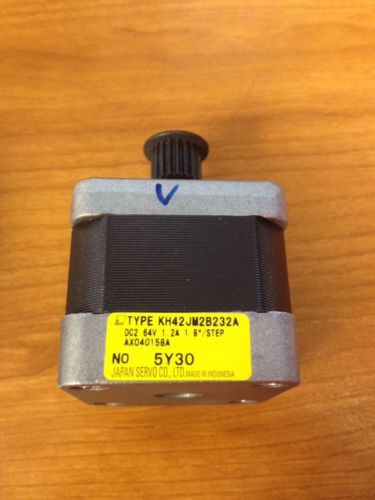 V
TYPE KH42JM2B232A
DC2.64V 1.2A 1.8°/STEP
AX040158A
NO 5Y30
JAPAN SERVO CO., LTD. MADE IN INDONESIA